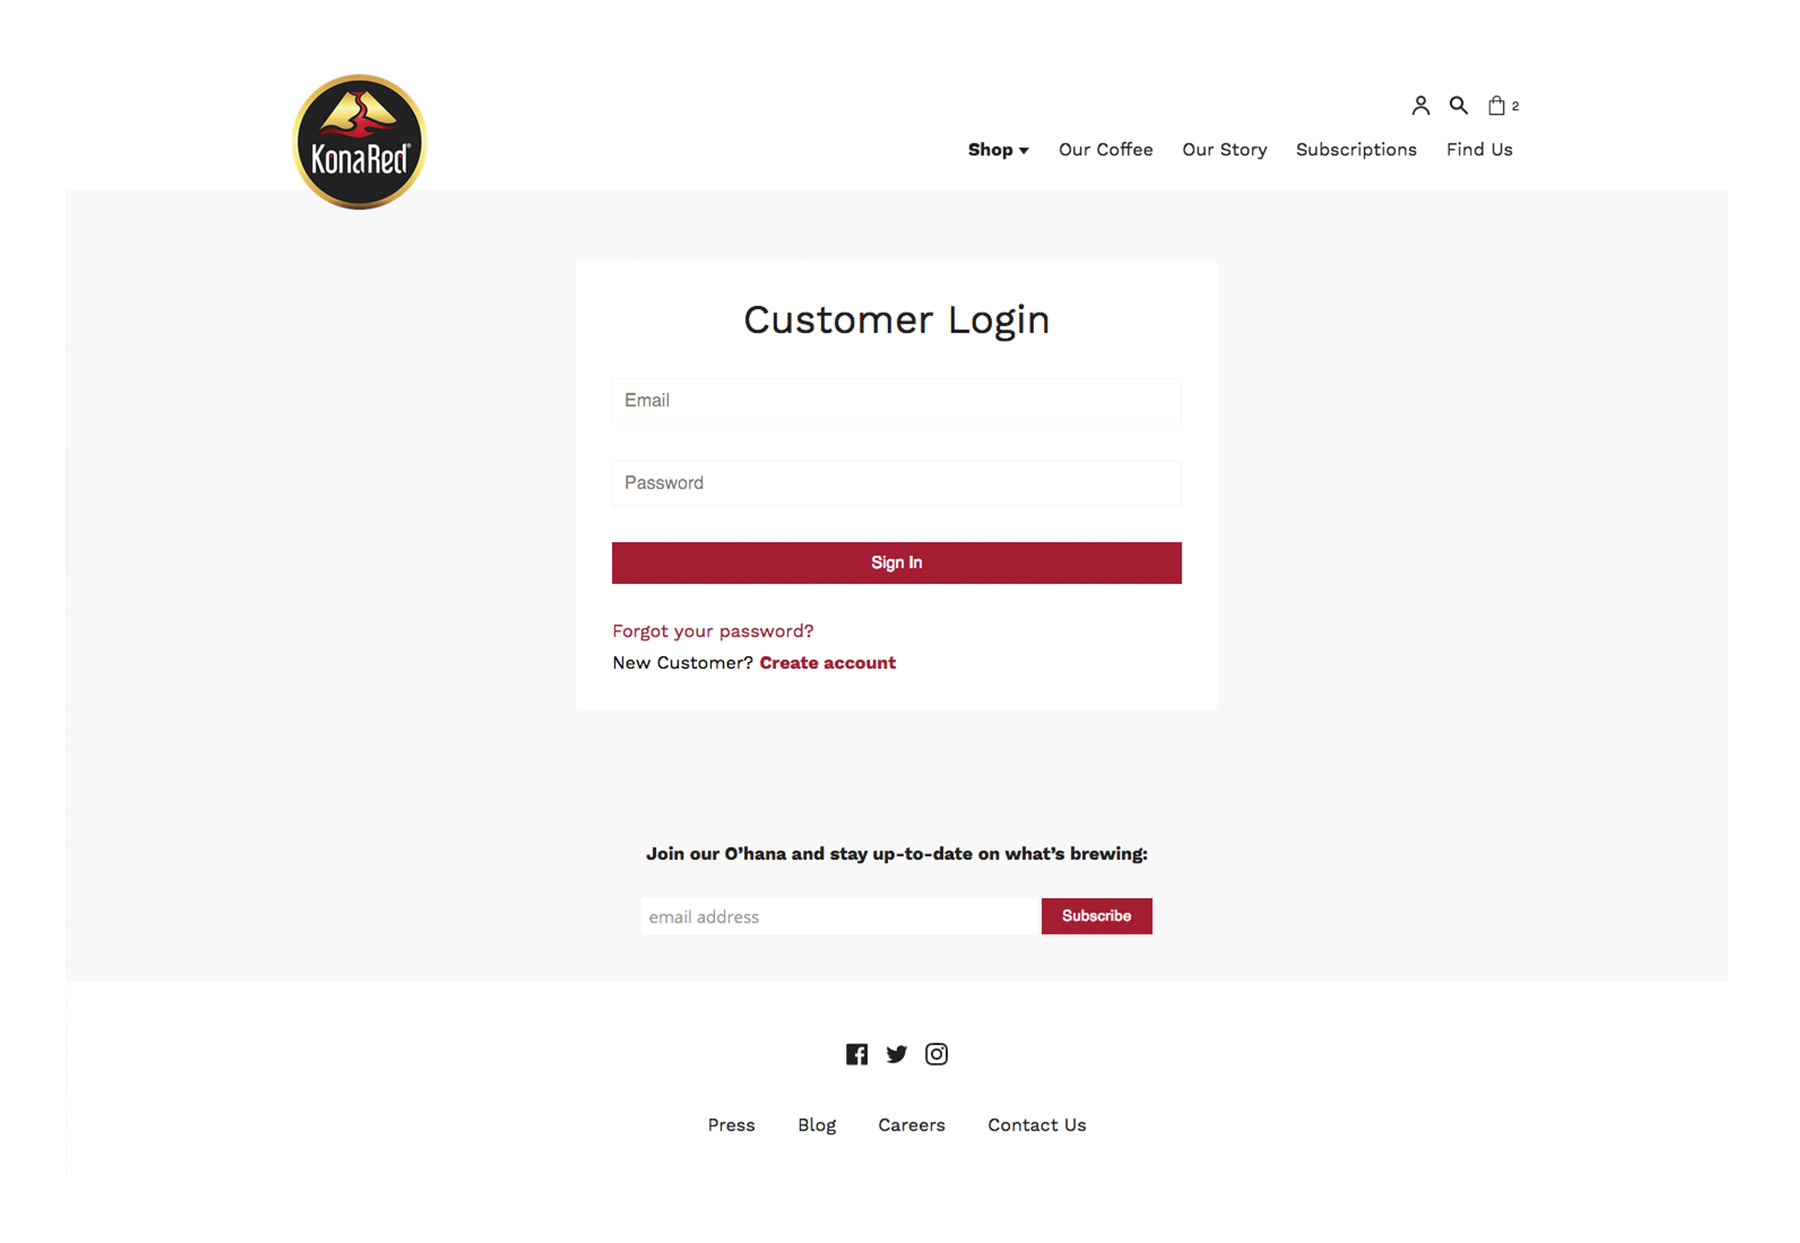 KonaRed®
2
Shop Our Coffee Our Story Subscriptions Find Us
Customer Login
Email
Password
Sign In
Forgot your password?
New Customer? Create account
Join our O’hana and stay up-to-date on what’s brewing:
email address Subscribe
Press Blog Careers Contact Us